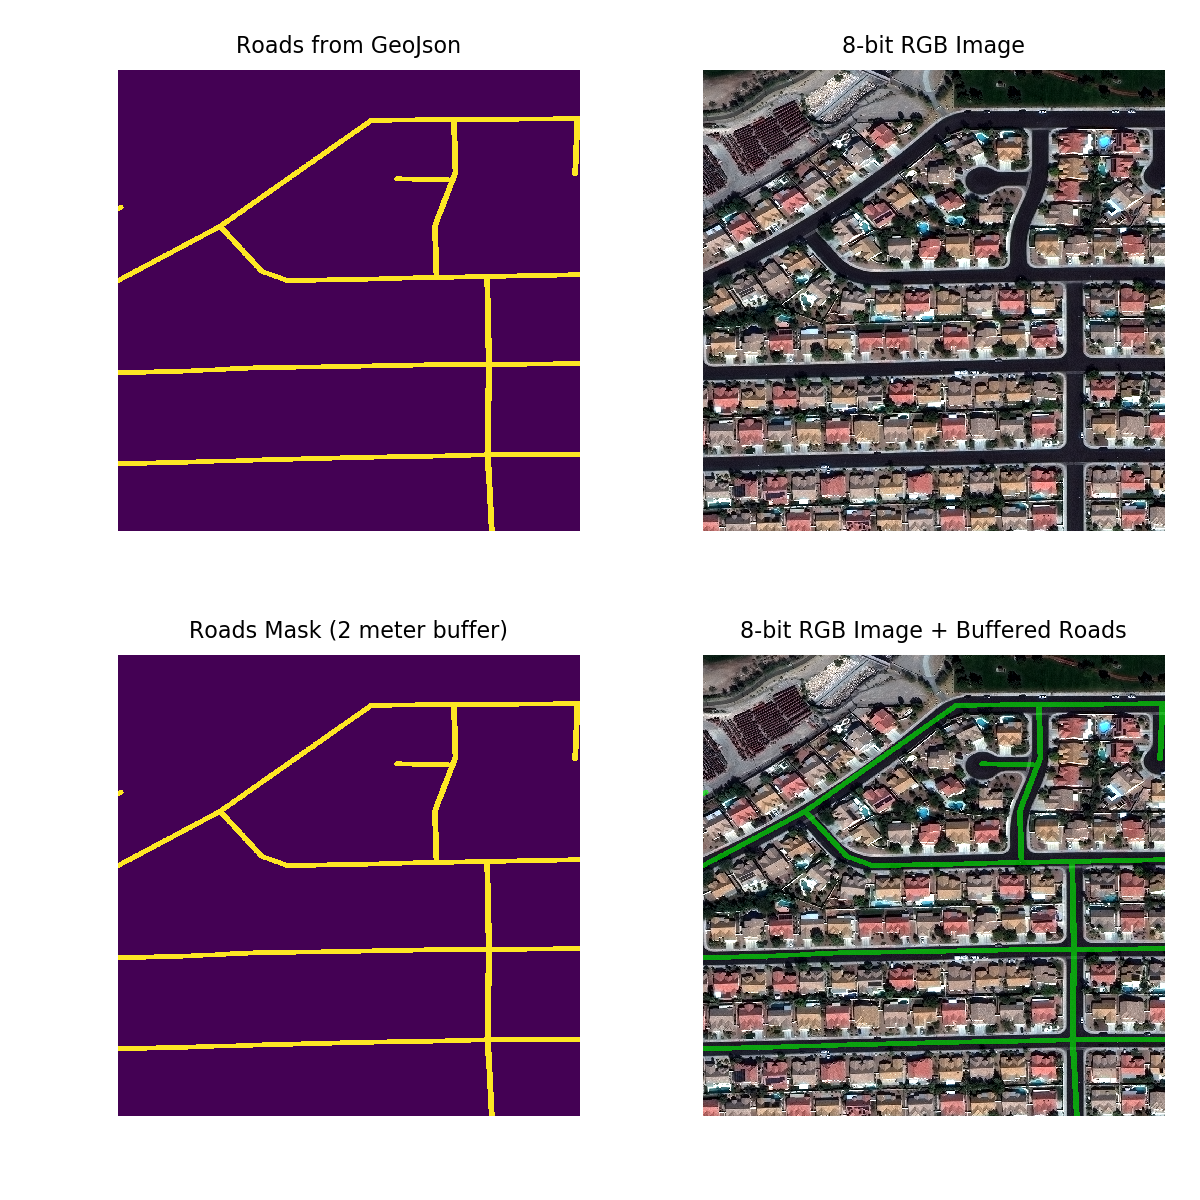 Roads from GeoJson
8-bit RGB Image
Roads Mask (2 meter buffer)
8-bit RGB Image + Buffered Roads